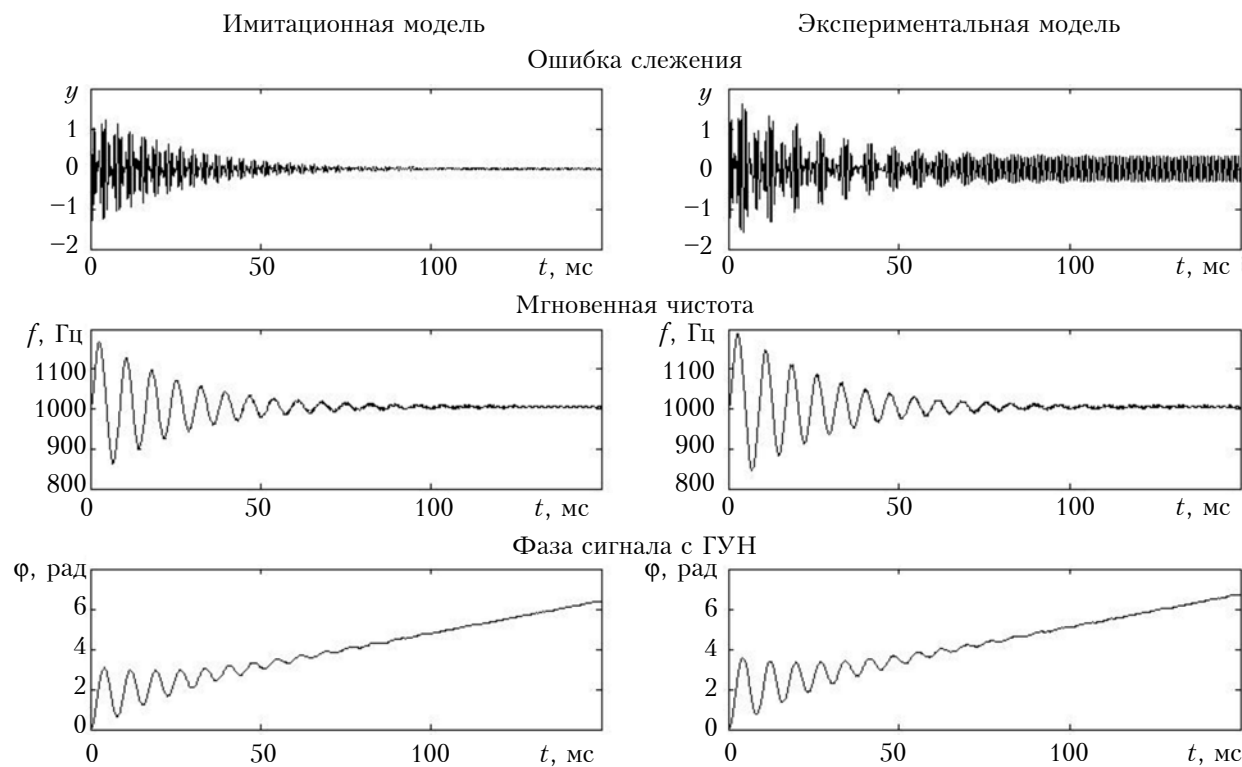 Имитационная модель Экспериментальная модель
Ошибка слежения
y y
1 1
0 0
−1 −1
−2 −2
0 50 100 t, мс 0 50 100 t, мс
Мгновенная чистота
f, Гц f, Гц
1100 1100
1000 1000
900 900
800 800
0 50 100 t, мс 0 50 100 t, мс
Фаза сигнала с ГУН
φ, рад φ, рад
6 6
4 4
2 2
0 0
0 50 100 t, мс 0 50 100 t, мс